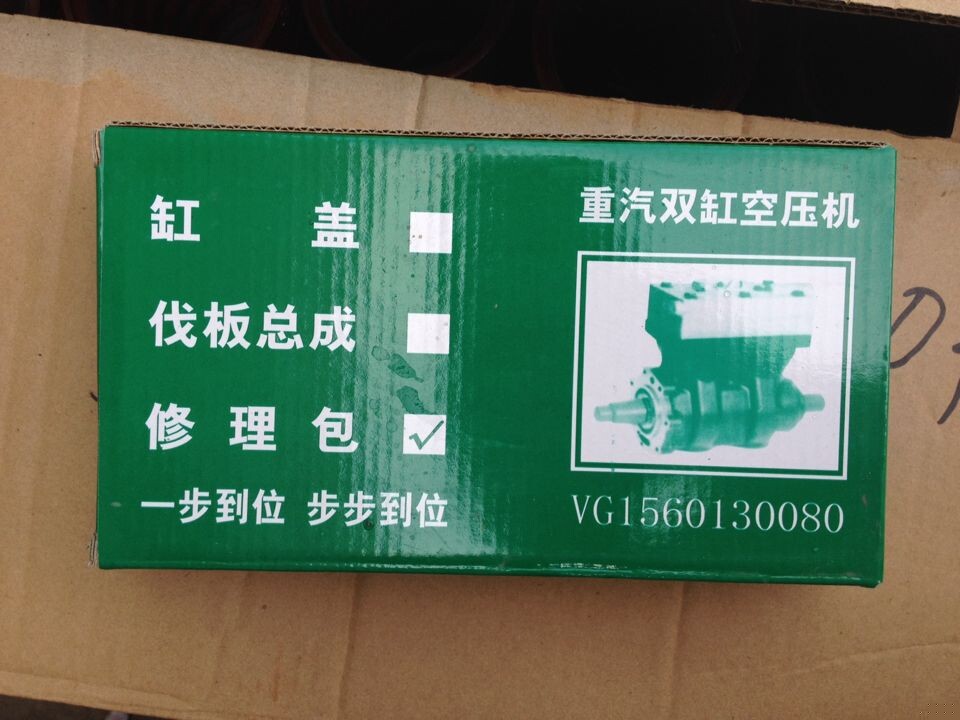 缸 盖
伐板总成
修理包
一步到位 步步到位
重汽双缸空压机
VG1560130080